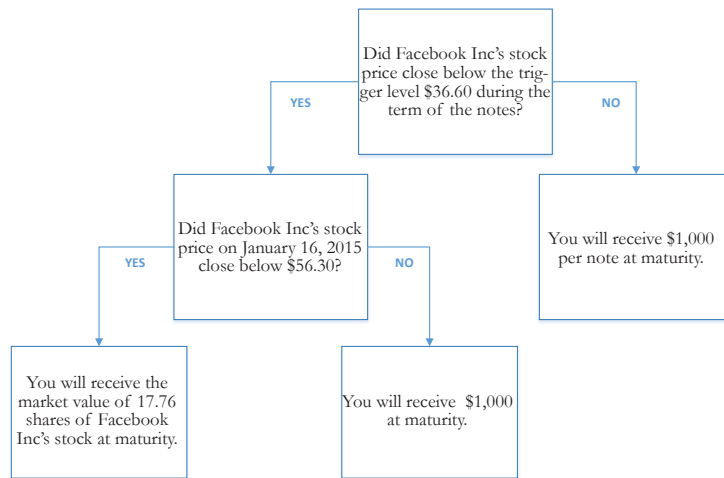 Did Facebook Inc's stock
price close below the trig-
ger level $36.60 during the
term of the notes?
YES
NO
Did Facebook Inc's stock
price on January 16, 2015
close below $56.30?
You will receive $1,000
per note at maturity.
YES
NO
You will receive the
market value of 17.76
shares of Facebook
Inc's stock at maturity.
You will receive $1,000
at maturity.